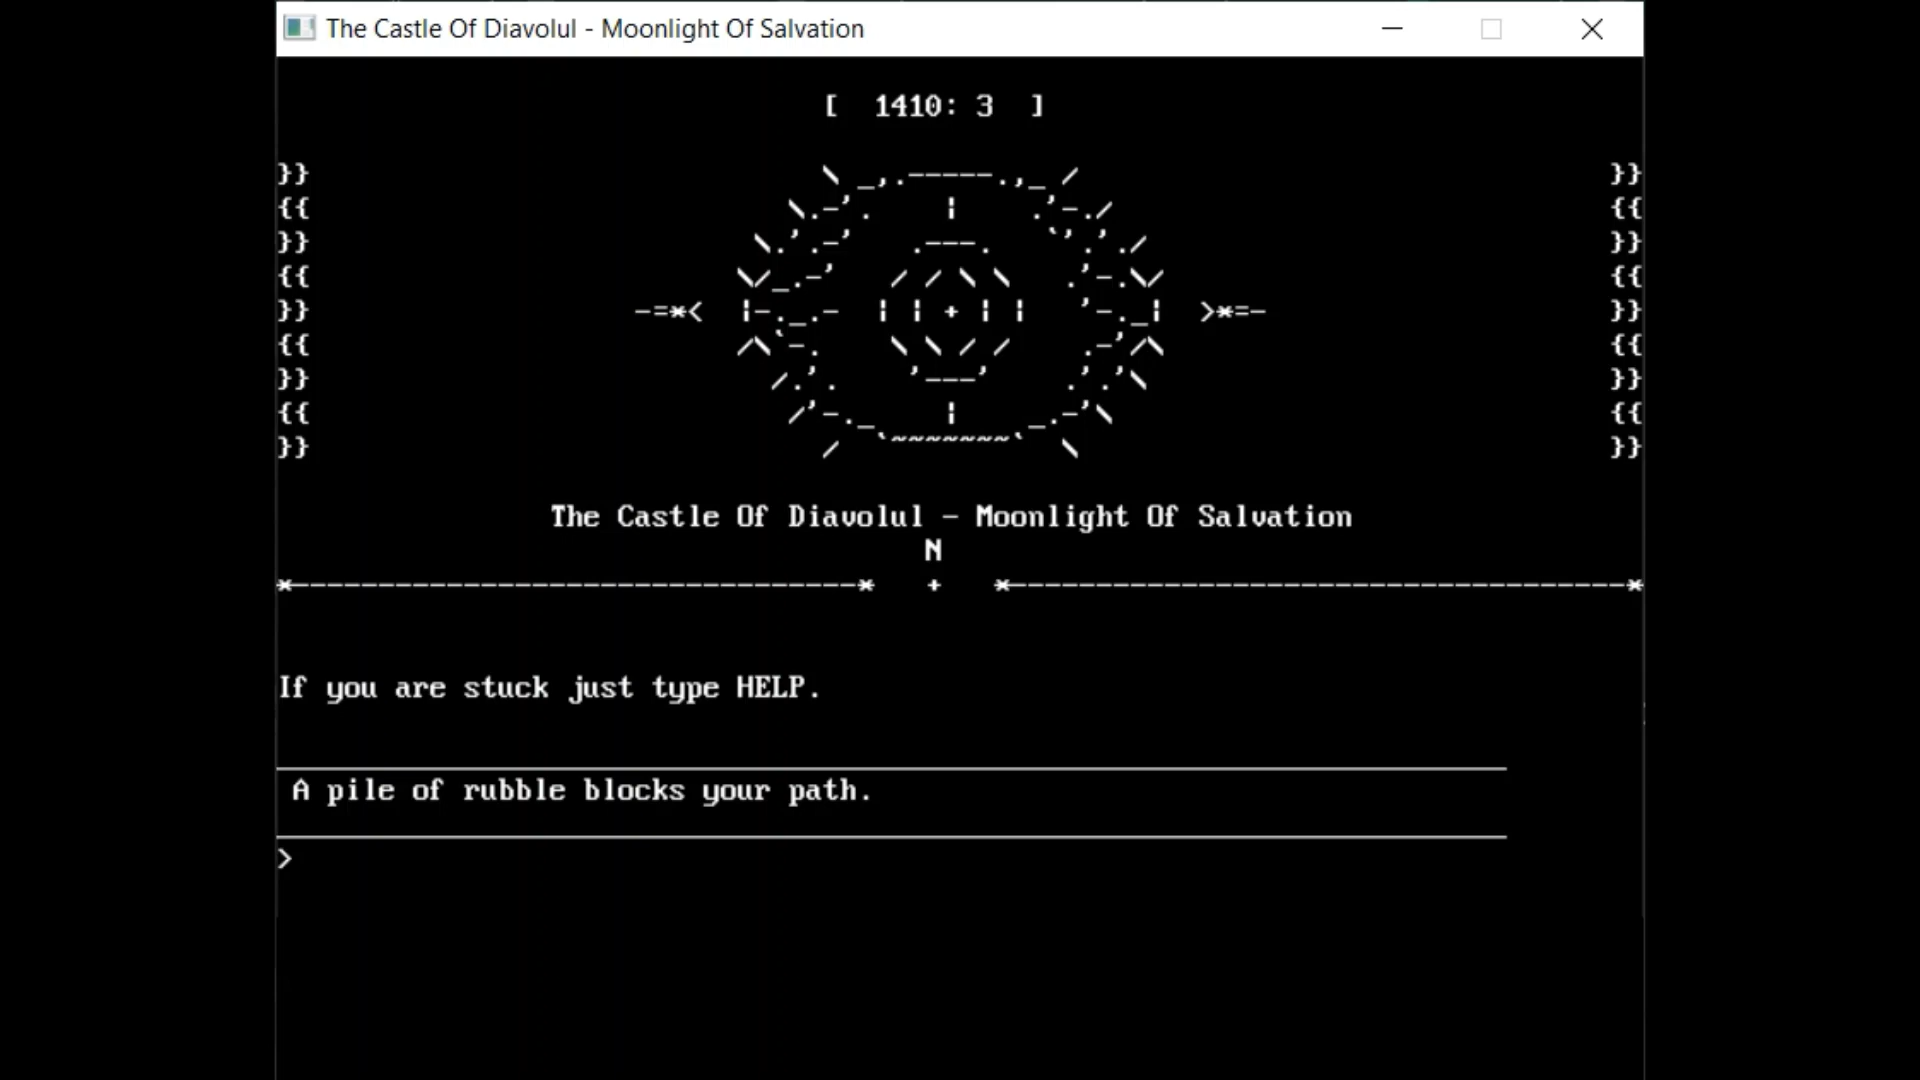 The Castle Of Diavolul - Moonlight Of Salvation
[ 1410: 3 ]
The Castle Of Diavolul - Moonlight Of Salvation
N
If you are stuck just type HELP.
A pile of rubble blocks your path.
>